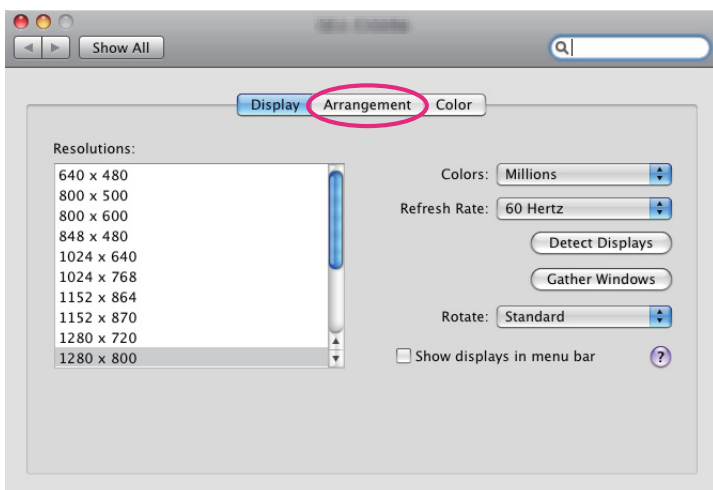 Show All
Display Arrangement Color
Resolutions:
640 x 480
800 x 500
800 x 600
848 x 480
1024 x 640
1024 x 768
1152 x 864
1152 x 870
1280 x 720
1280 x 800
Colors: Millions
Refresh Rate: 60 Hertz
Detect Displays
Gather Windows
Rotate: Standard
Show displays in menu bar ?